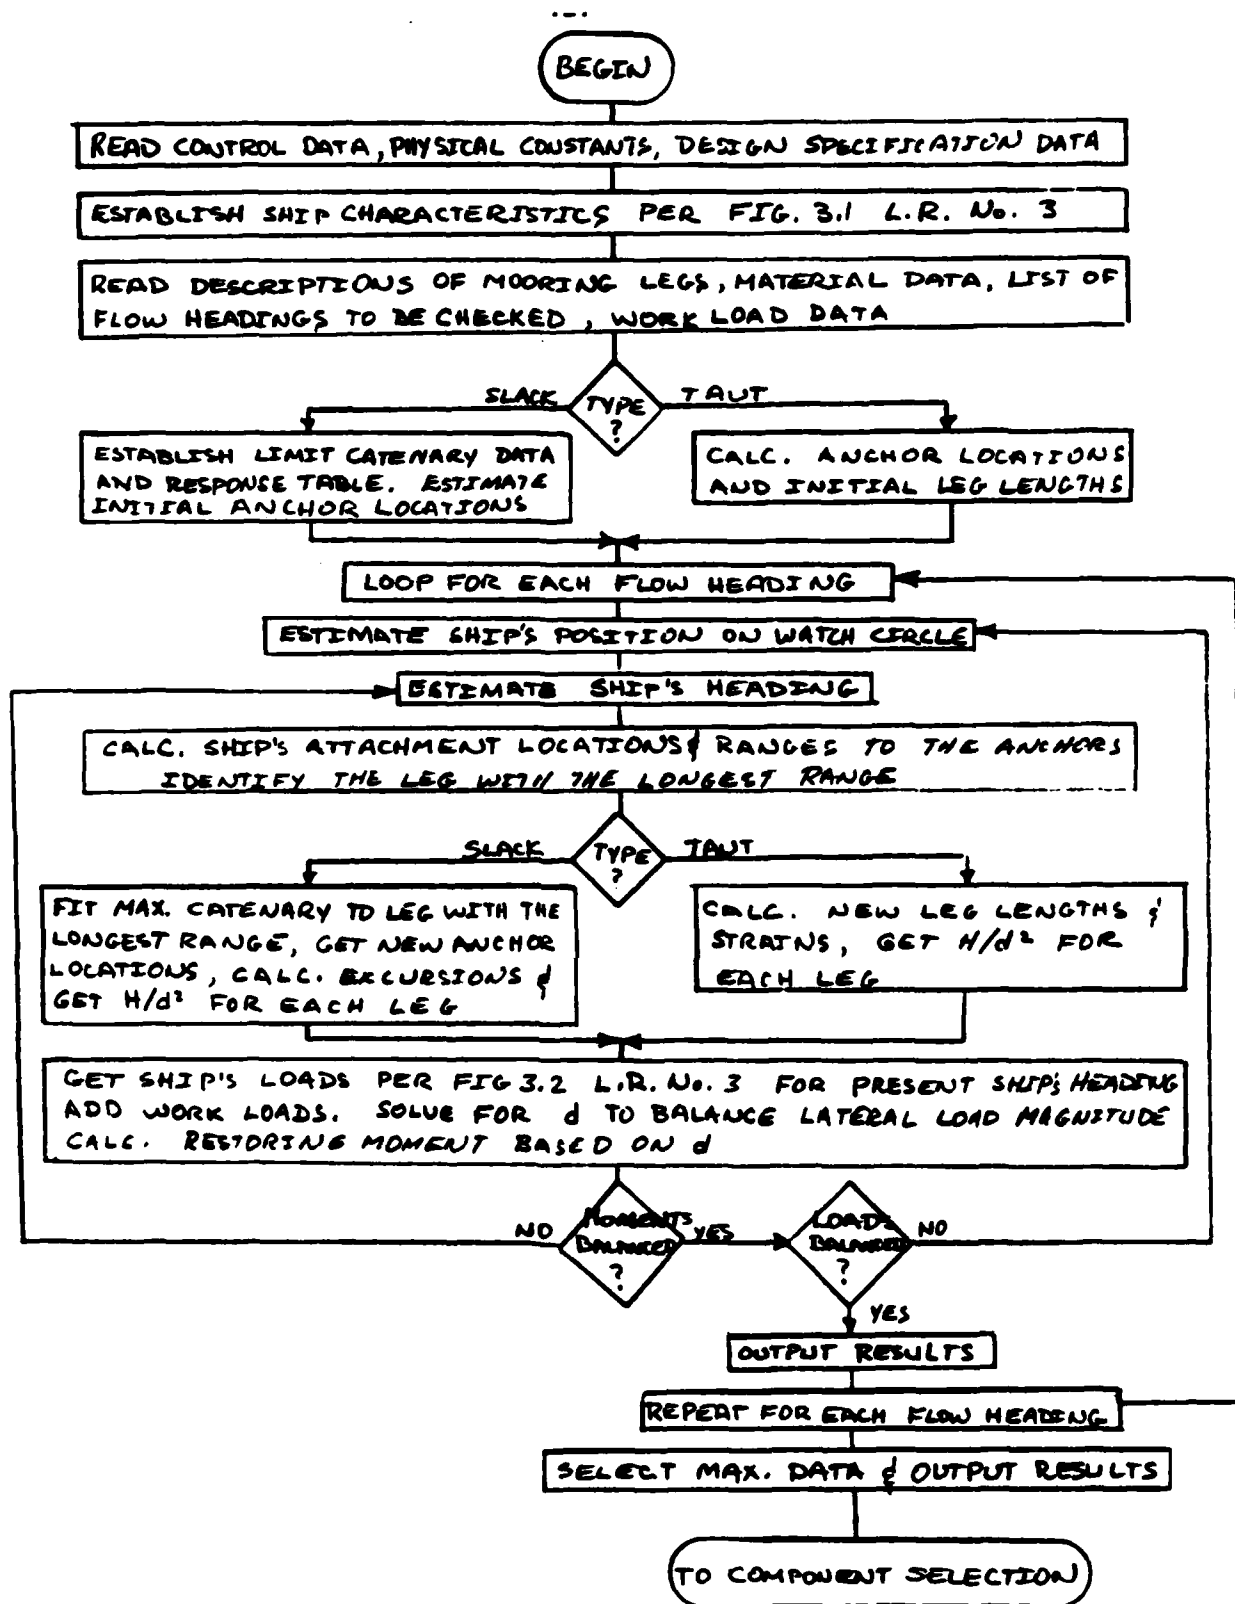 BEGIN
READ CONTROL DATA, PHYSICAL CONSTANTS, DESIGN SPECIFICATION DATA
ESTABLISH SHIP CHARACTERISTICS PER FIG. 3.1 L.R. No. 3
READ DESCRIPTIONS OF MOORING LEGS, MATERIAL DATA, LIST OF
FLOW HEADINGS TO BE CHECKED, WORK LOAD DATA
SLACK
TYPE
?
TAUT
ESTABLISH LIMIT CATENARY DATA
AND RESPONSE TABLE. ESTIMATE
INITIAL ANCHOR LOCATIONS
CALC. ANCHOR LOCATIONS
AND INITIAL LEG LENGTHS
LOOP FOR EACH FLOW HEADING
ESTIMATE SHIP'S POSITION ON WATCH CIRCLE
ESTIMATE SHIP'S HEADING
CALC. SHIP'S ATTACHMENT LOCATIONS & RANGES TO THE ANCHORS
IDENTIFY THE LEG WITH THE LONGEST RANGE
SLACK
TYPE
?
TAUT
FIT MAX. CATENARY TO LEG WITH THE
LONGEST RANGE, GET NEW ANCHOR
LOCATIONS, CALC. EXCURSIONS &
GET H/d² FOR EACH LEG
CALC. NEW LEG LENGTHS &
STRAINS, GET H/d² FOR
EACH LEG
GET SHIP'S LOADS PER FIG 3.2 L.R. No. 3 FOR PRESENT SHIP'S HEADING
ADD WORK LOADS. SOLVE FOR d TO BALANCE LATERAL LOAD MAGNITUDE
CALC. RESTORING MOMENT BASED ON d
NO
MOMENTS
BALANCED
?
YES
LOADS
BALANCED
?
NO
YES
OUTPUT RESULTS
REPEAT FOR EACH FLOW HEADING
SELECT MAX. DATA & OUTPUT RESULTS
TO COMPONENT SELECTION